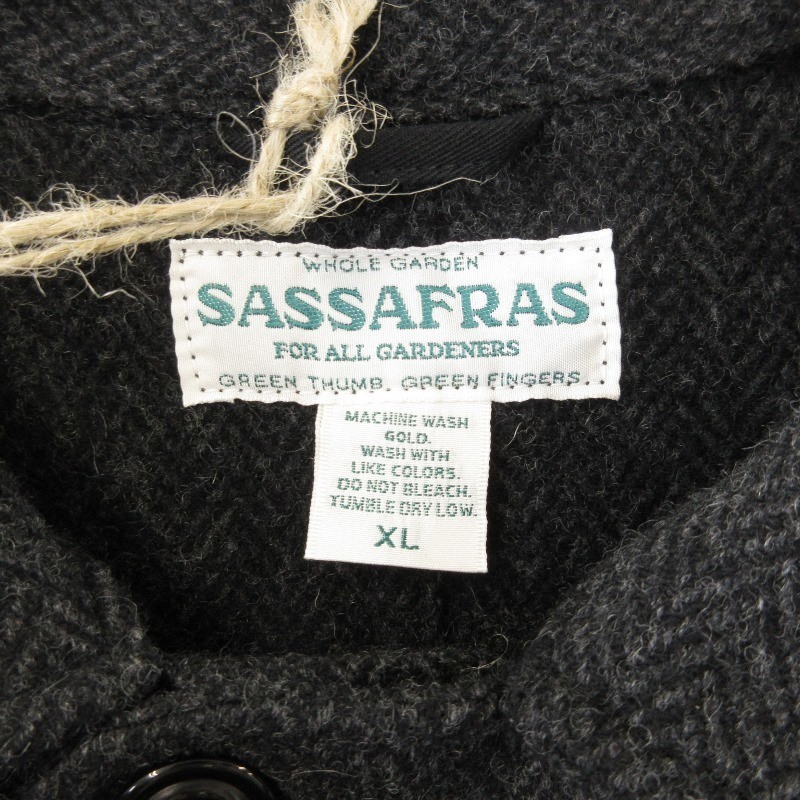 WHOLE GARDEN
SASSAFRAS
FOR ALL GARDENERS
GREEN THUMB. GREEN FINGERS.
MACHINE WASH
GOLD.
WASH WITH
LIKE COLORS.
DO NOT BLEACH.
TUMBLE DRY LOW.
XL